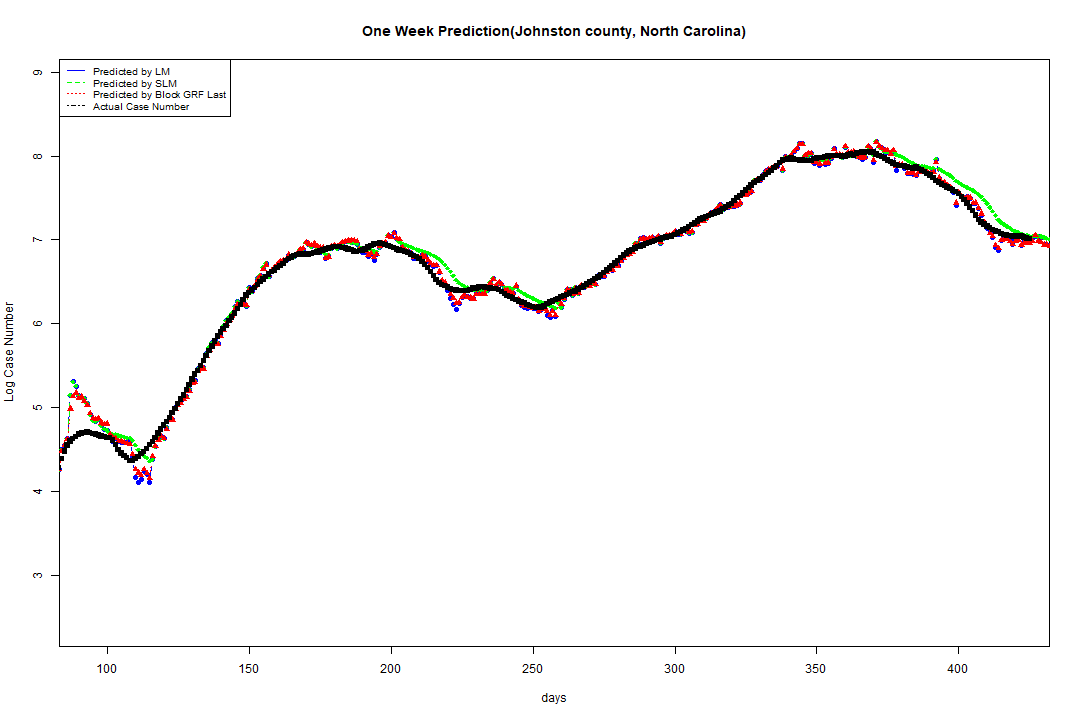 One Week Prediction(Johnston county, North Carolina)
Predicted by LM
Predicted by SLM
Predicted by Block GRF Last
Actual Case Number
Log Case Number
9
8
7
6
5
4
3
100 150 200 250 300 350 400
days